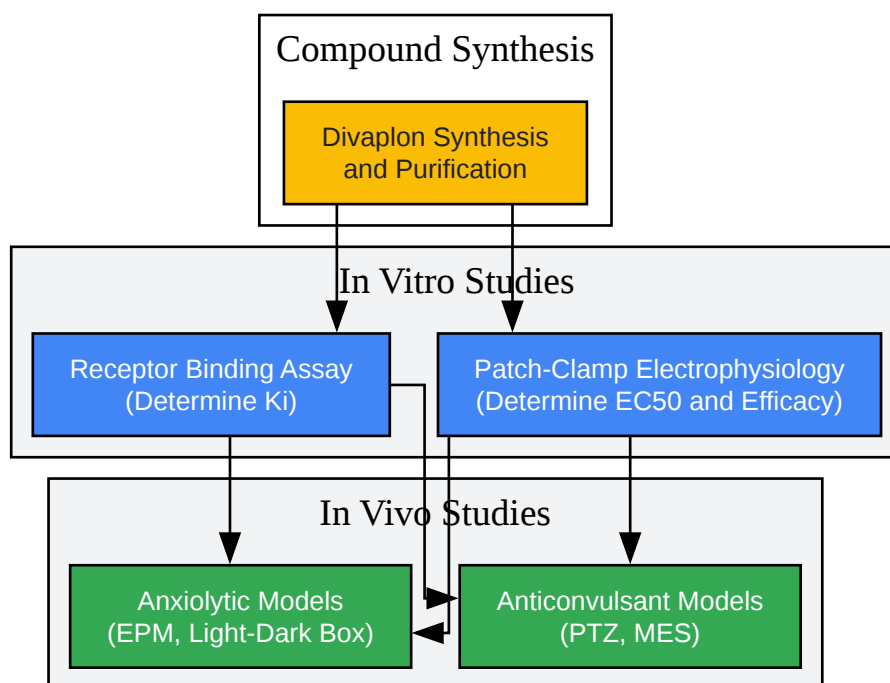 Compound Synthesis
Divaplon Synthesis
and Purification
In Vitro Studies
Receptor Binding Assay
(Determine Ki)
Patch-Clamp Electrophysiology
(Determine EC50 and Efficacy)
In Vivo Studies
Anxiolytic Models
(EPM, Light-Dark Box)
Anticonvulsant Models
(PTZ, MES)